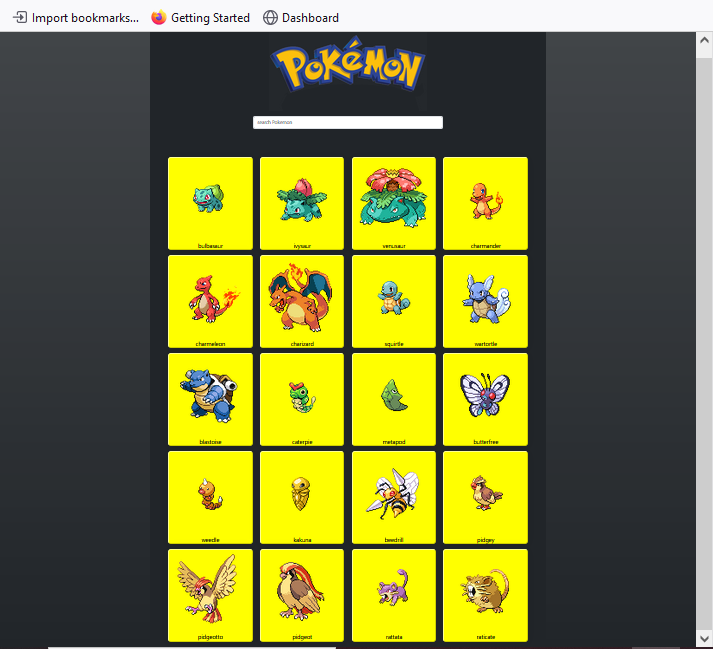 Import bookmarks... Getting Started Dashboard
POKÉMON
search Pokemon
bulbasaur ivysaur venusaur charmander
charmeleon charizard squirtle wartortle
blastoise caterpie metapod butterfree
weedle kakuna beedrill pidgey
pidgeotto pidgeot rattata raticate